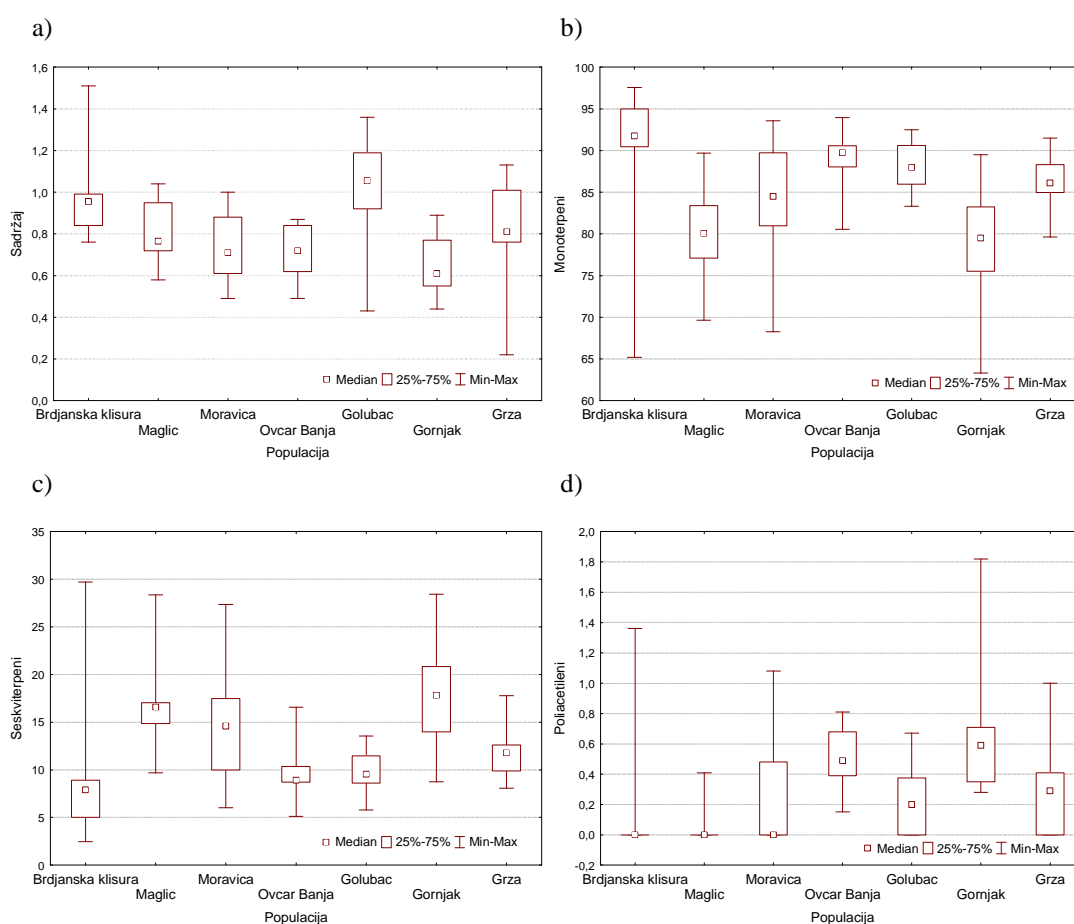 a)
Sadržaj
1,6
1,4
1,2
1,0
0,8
0,6
0,4
0,2
0,0
Median 25%-75% Min-Max
Brdjanska klisura Moravica Golubac Grza
Maglic Ovcar Banja Gornjak
Populacija
b)
Monoterpeni
100
95
90
85
80
75
70
65
60
Median 25%-75% Min-Max
Brdjanska klisura Moravica Golubac Grza
Maglic Ovcar Banja Gornjak
Populacija
c)
Seskviterpeni
35
30
25
20
15
10
5
0
Median 25%-75% Min-Max
Brdjanska klisura Moravica Golubac Grza
Maglic Ovcar Banja Gornjak
Populacija
d)
Poliacetileni
2,0
1,8
1,6
1,4
1,2
1,0
0,8
0,6
0,4
0,2
0,0
-0,2
Median 25%-75% Min-Max
Brdjanska klisura Moravica Golubac Grza
Maglic Ovcar Banja Gornjak
Populacija